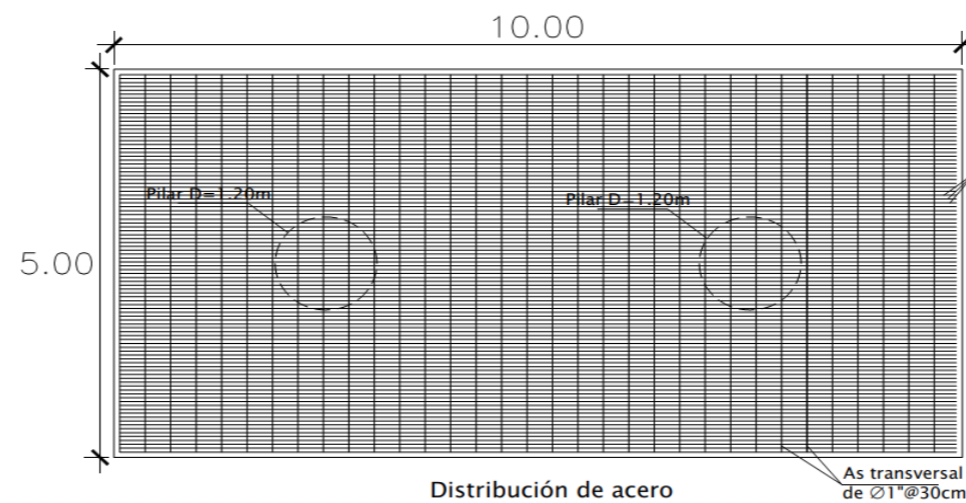 10.00
Pilar D=1.20m
Pilar D=1.20m
5.00
As transversal
de ∅1"@30cm
Distribución de acero